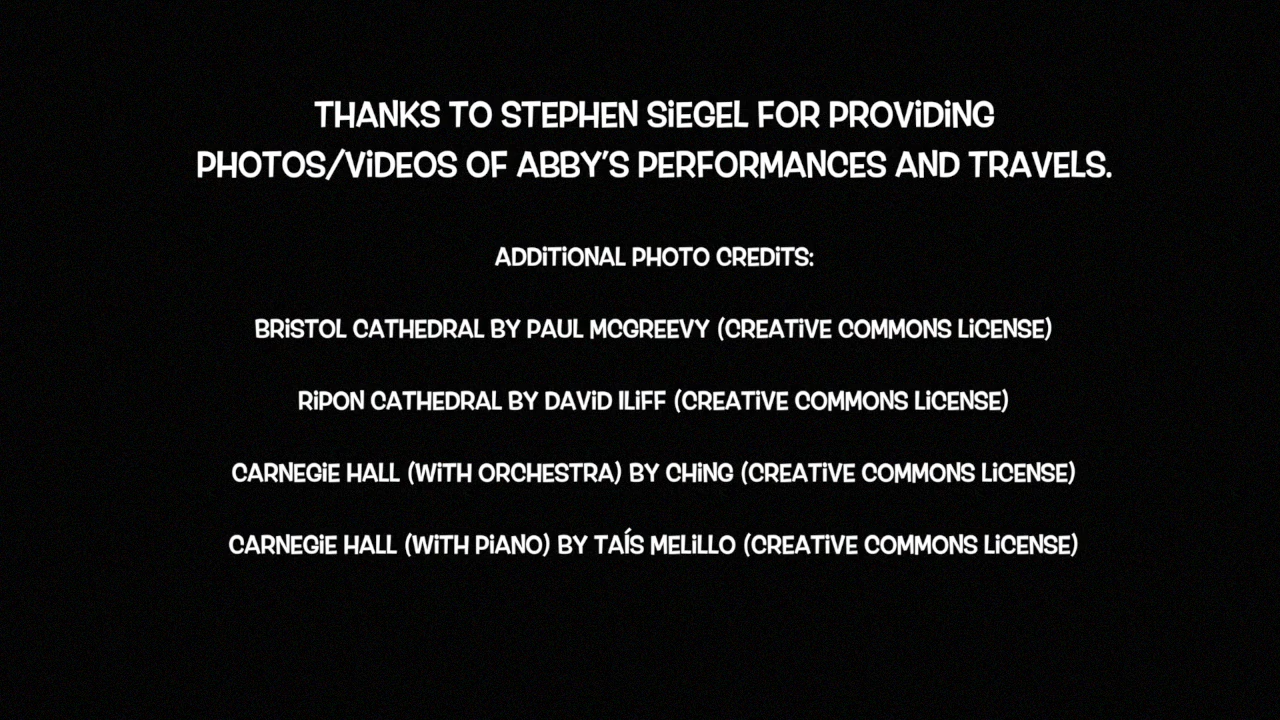 THANKS TO STEPHEN SiEGEL FOR PROViDiNG
PHOTOS/ViDEOS OF ABBY'S PERFORMANCES AND TRAVELS.
ADDiTiONAL PHOTO CREDiTS:
BRiSTOL CATHEDRAL BY PAUL MCGREEVY (CREATiVE COMMONS LiCENSE)
RiPON CATHEDRAL BY DAViD ILiFF (CREATiVE COMMONS LiCENSE)
CARNEGiE HALL (WiTH ORCHESTRA) BY CHiNG (CREATiVE COMMONS LiCENSE)
CARNEGiE HALL (WiTH PiANO) BY TAÍS MELiLLO (CREATiVE COMMONS LiCENSE)